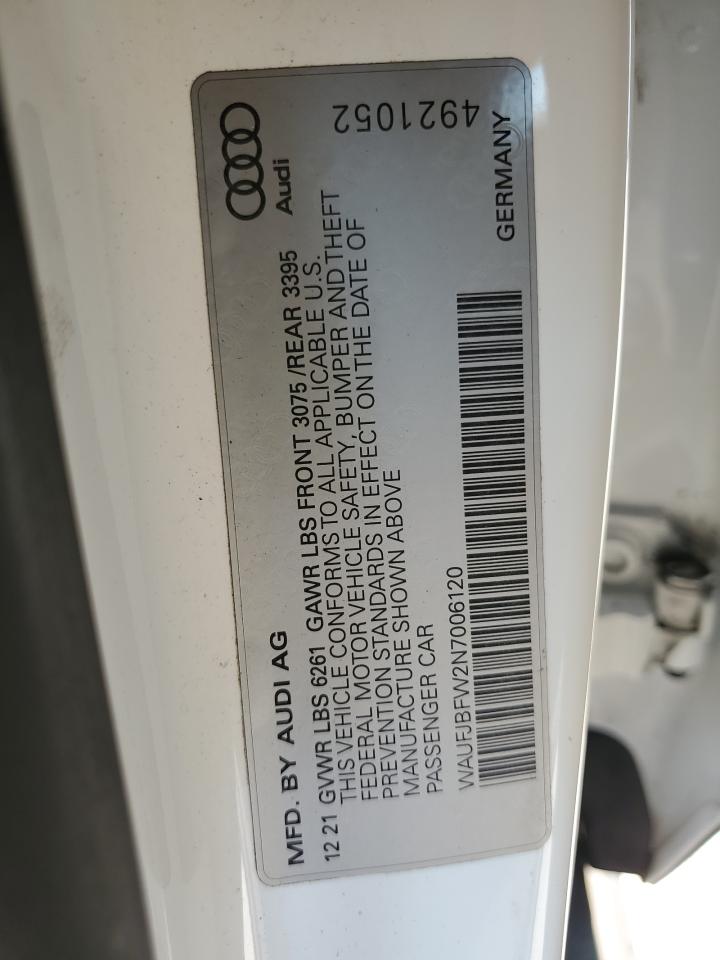 MFD. BY AUDI AG
12 21 GVWR LBS 6261 GAWR LBS FRONT 3075 /REAR 3395
THIS VEHICLE CONFORMS TO ALL APPLICABLE U.S.
FEDERAL MOTOR VEHICLE SAFETY, BUMPER AND THEFT
PREVENTION STANDARDS IN EFFECT ON THE DATE OF
MANUFACTURE SHOWN ABOVE
PASSENGER CAR
WAUFJBFW2N7006120
Audi
4921052
GERMANY